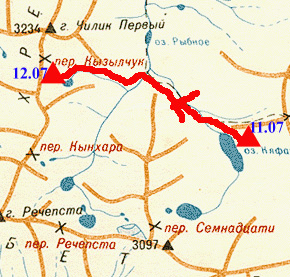 3234 г. Чилик Первый
оз. Рыбное
пер. Кызылчук
12.07
11.07
оз. Кяфа
пер. Кынхара
г. Речепста
пер. Семнадцати
пер. Речепста
3097
Х Р Е
Б Е Т